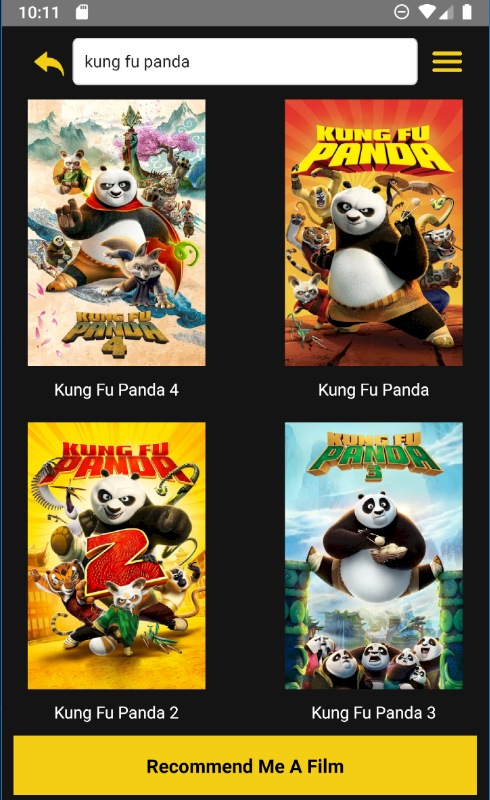 10:11
kung fu panda
KUNG FU
PANDA
4
Kung Fu Panda 4
KUNG FU
PANDA
Kung Fu Panda
KUNG FU
PANDA
2
Kung Fu Panda 2
KUNG FU
PANDA
3
Kung Fu Panda 3
Recommend Me A Film